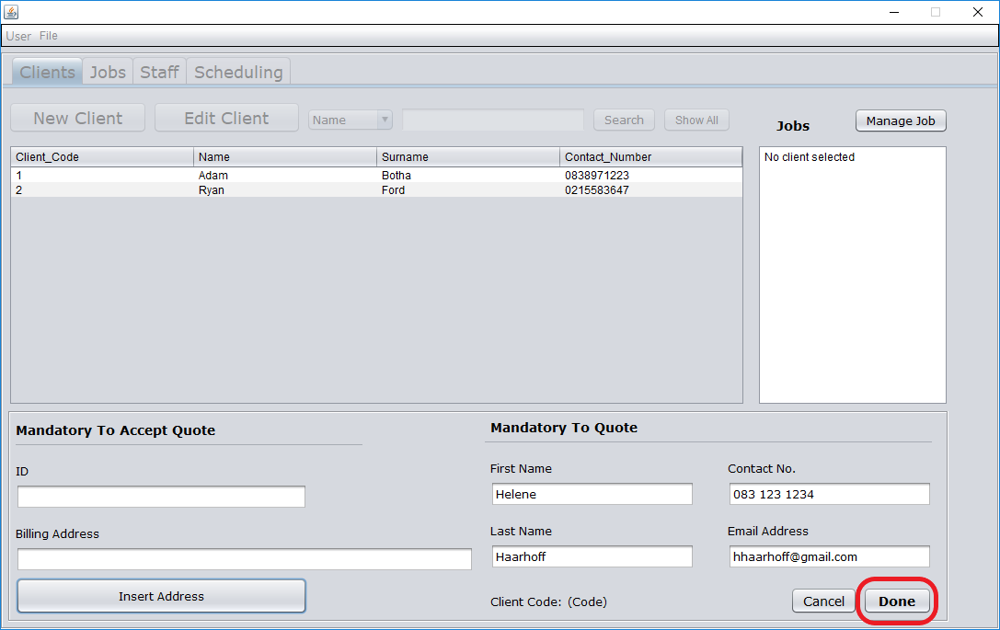 User File
Clients Jobs Staff Scheduling
New Client Edit Client Name Search Show All Jobs Manage Job
Client_Code Name Surname Contact_Number
1 Adam Botha 0838971223
2 Ryan Ford 0215583647
No client selected
Mandatory To Accept Quote
ID
Billing Address
Insert Address
Mandatory To Quote
First Name Contact No.
Helene 083 123 1234
Last Name Email Address
Haarhoff hhaarhoff@gmail.com
Client Code: (Code) Cancel Done